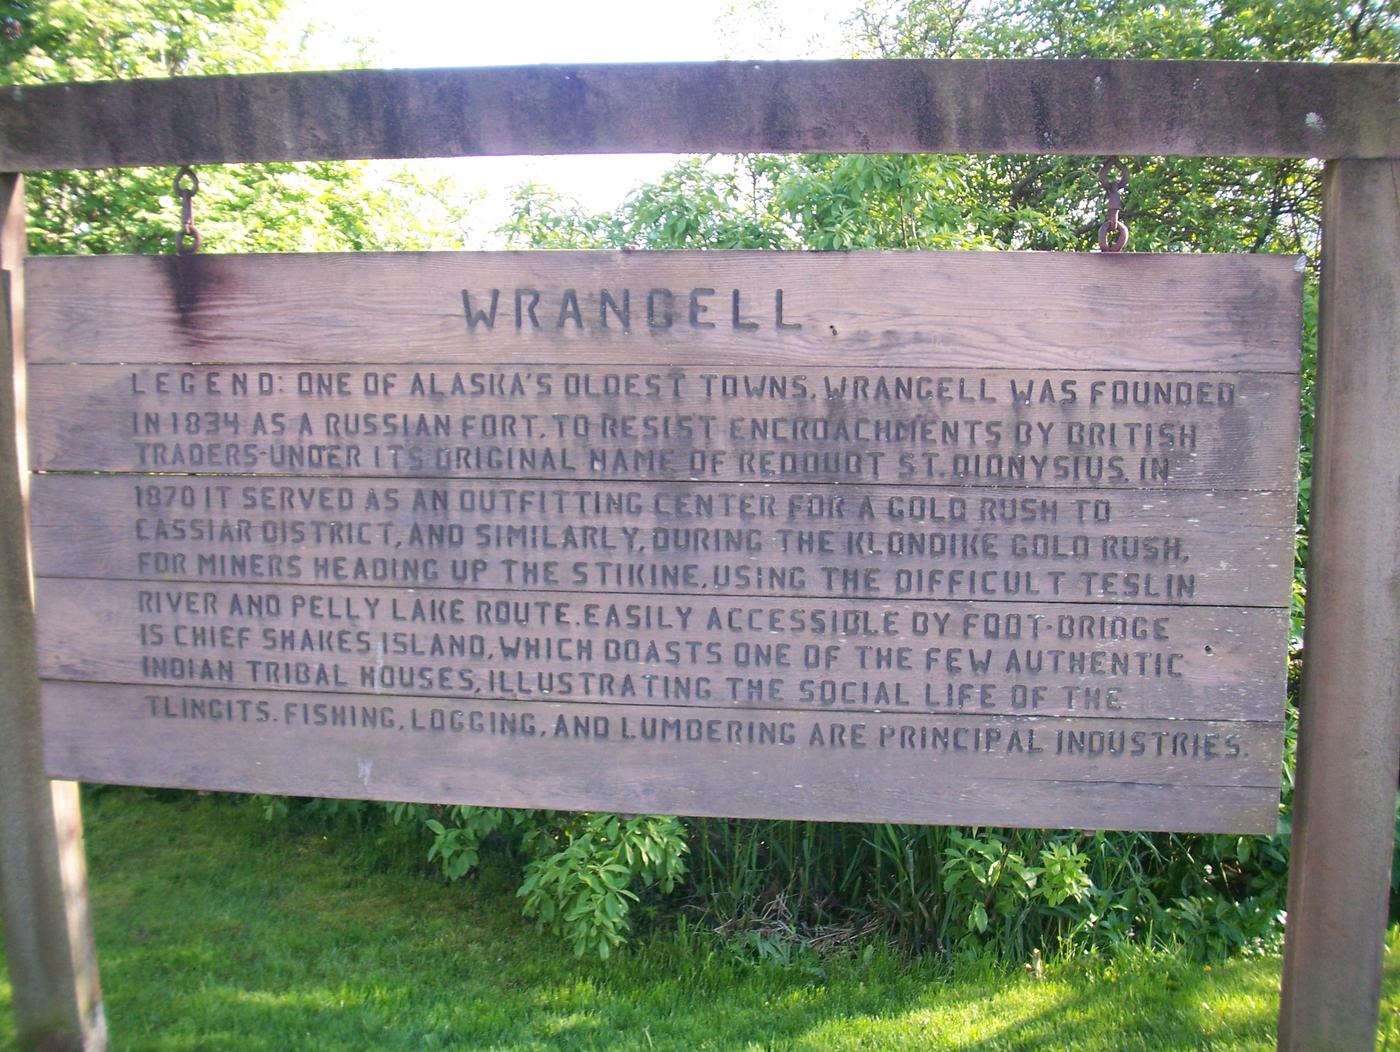 WRANGELL
LEGEND: ONE OF ALASKA'S OLDEST TOWNS, WRANGELL WAS FOUNDED
IN 1834 AS A RUSSIAN FORT, TO RESIST ENCROACHMENTS BY BRITISH
TRADERS-UNDER ITS ORIGINAL NAME OF REDOUBT ST. DIONYSIUS. IN
1870 IT SERVED AS AN OUTFITTING CENTER FOR A GOLD RUSH TO
CASSIAR DISTRICT, AND SIMILARLY, DURING THE KLONDIKE GOLD RUSH,
FOR MINERS HEADING UP THE STIKINE, USING THE DIFFICULT TESLIN
RIVER AND PELLY LAKE ROUTE. EASILY ACCESSIBLE BY FOOT-BRIDGE
IS CHIEF SHAKES ISLAND, WHICH BOASTS ONE OF THE FEW AUTHENTIC
INDIAN TRIBAL HOUSES, ILLUSTRATING THE SOCIAL LIFE OF THE
TLINGITS. FISHING, LOGGING, AND LUMBERING ARE PRINCIPAL INDUSTRIES.